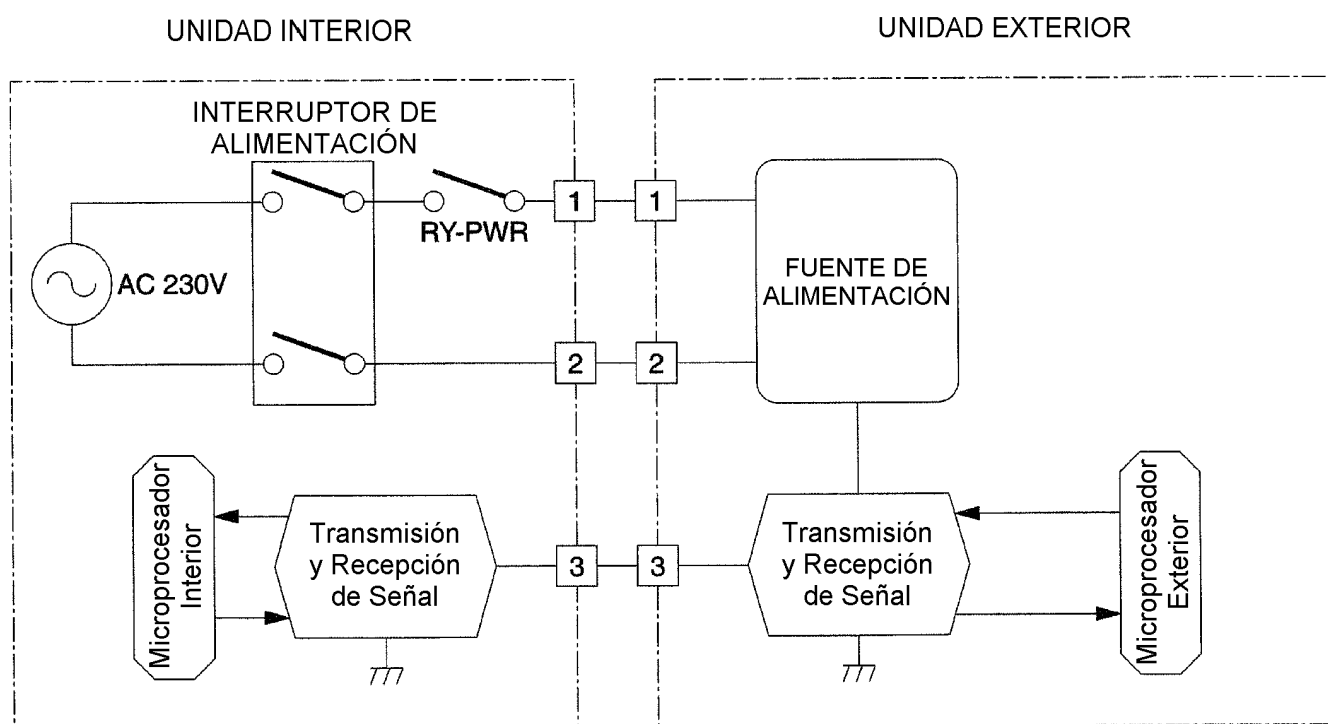 UNIDAD INTERIOR
UNIDAD EXTERIOR
INTERRUPTOR DE
ALIMENTACIÓN
RY-PWR
1
1
AC 230V
FUENTE DE
ALIMENTACIÓN
2
2
Microprocesador
Interior
Transmisión
y Recepción
de Señal
3
3
Transmisión
y Recepción
de Señal
Microprocesador
Exterior